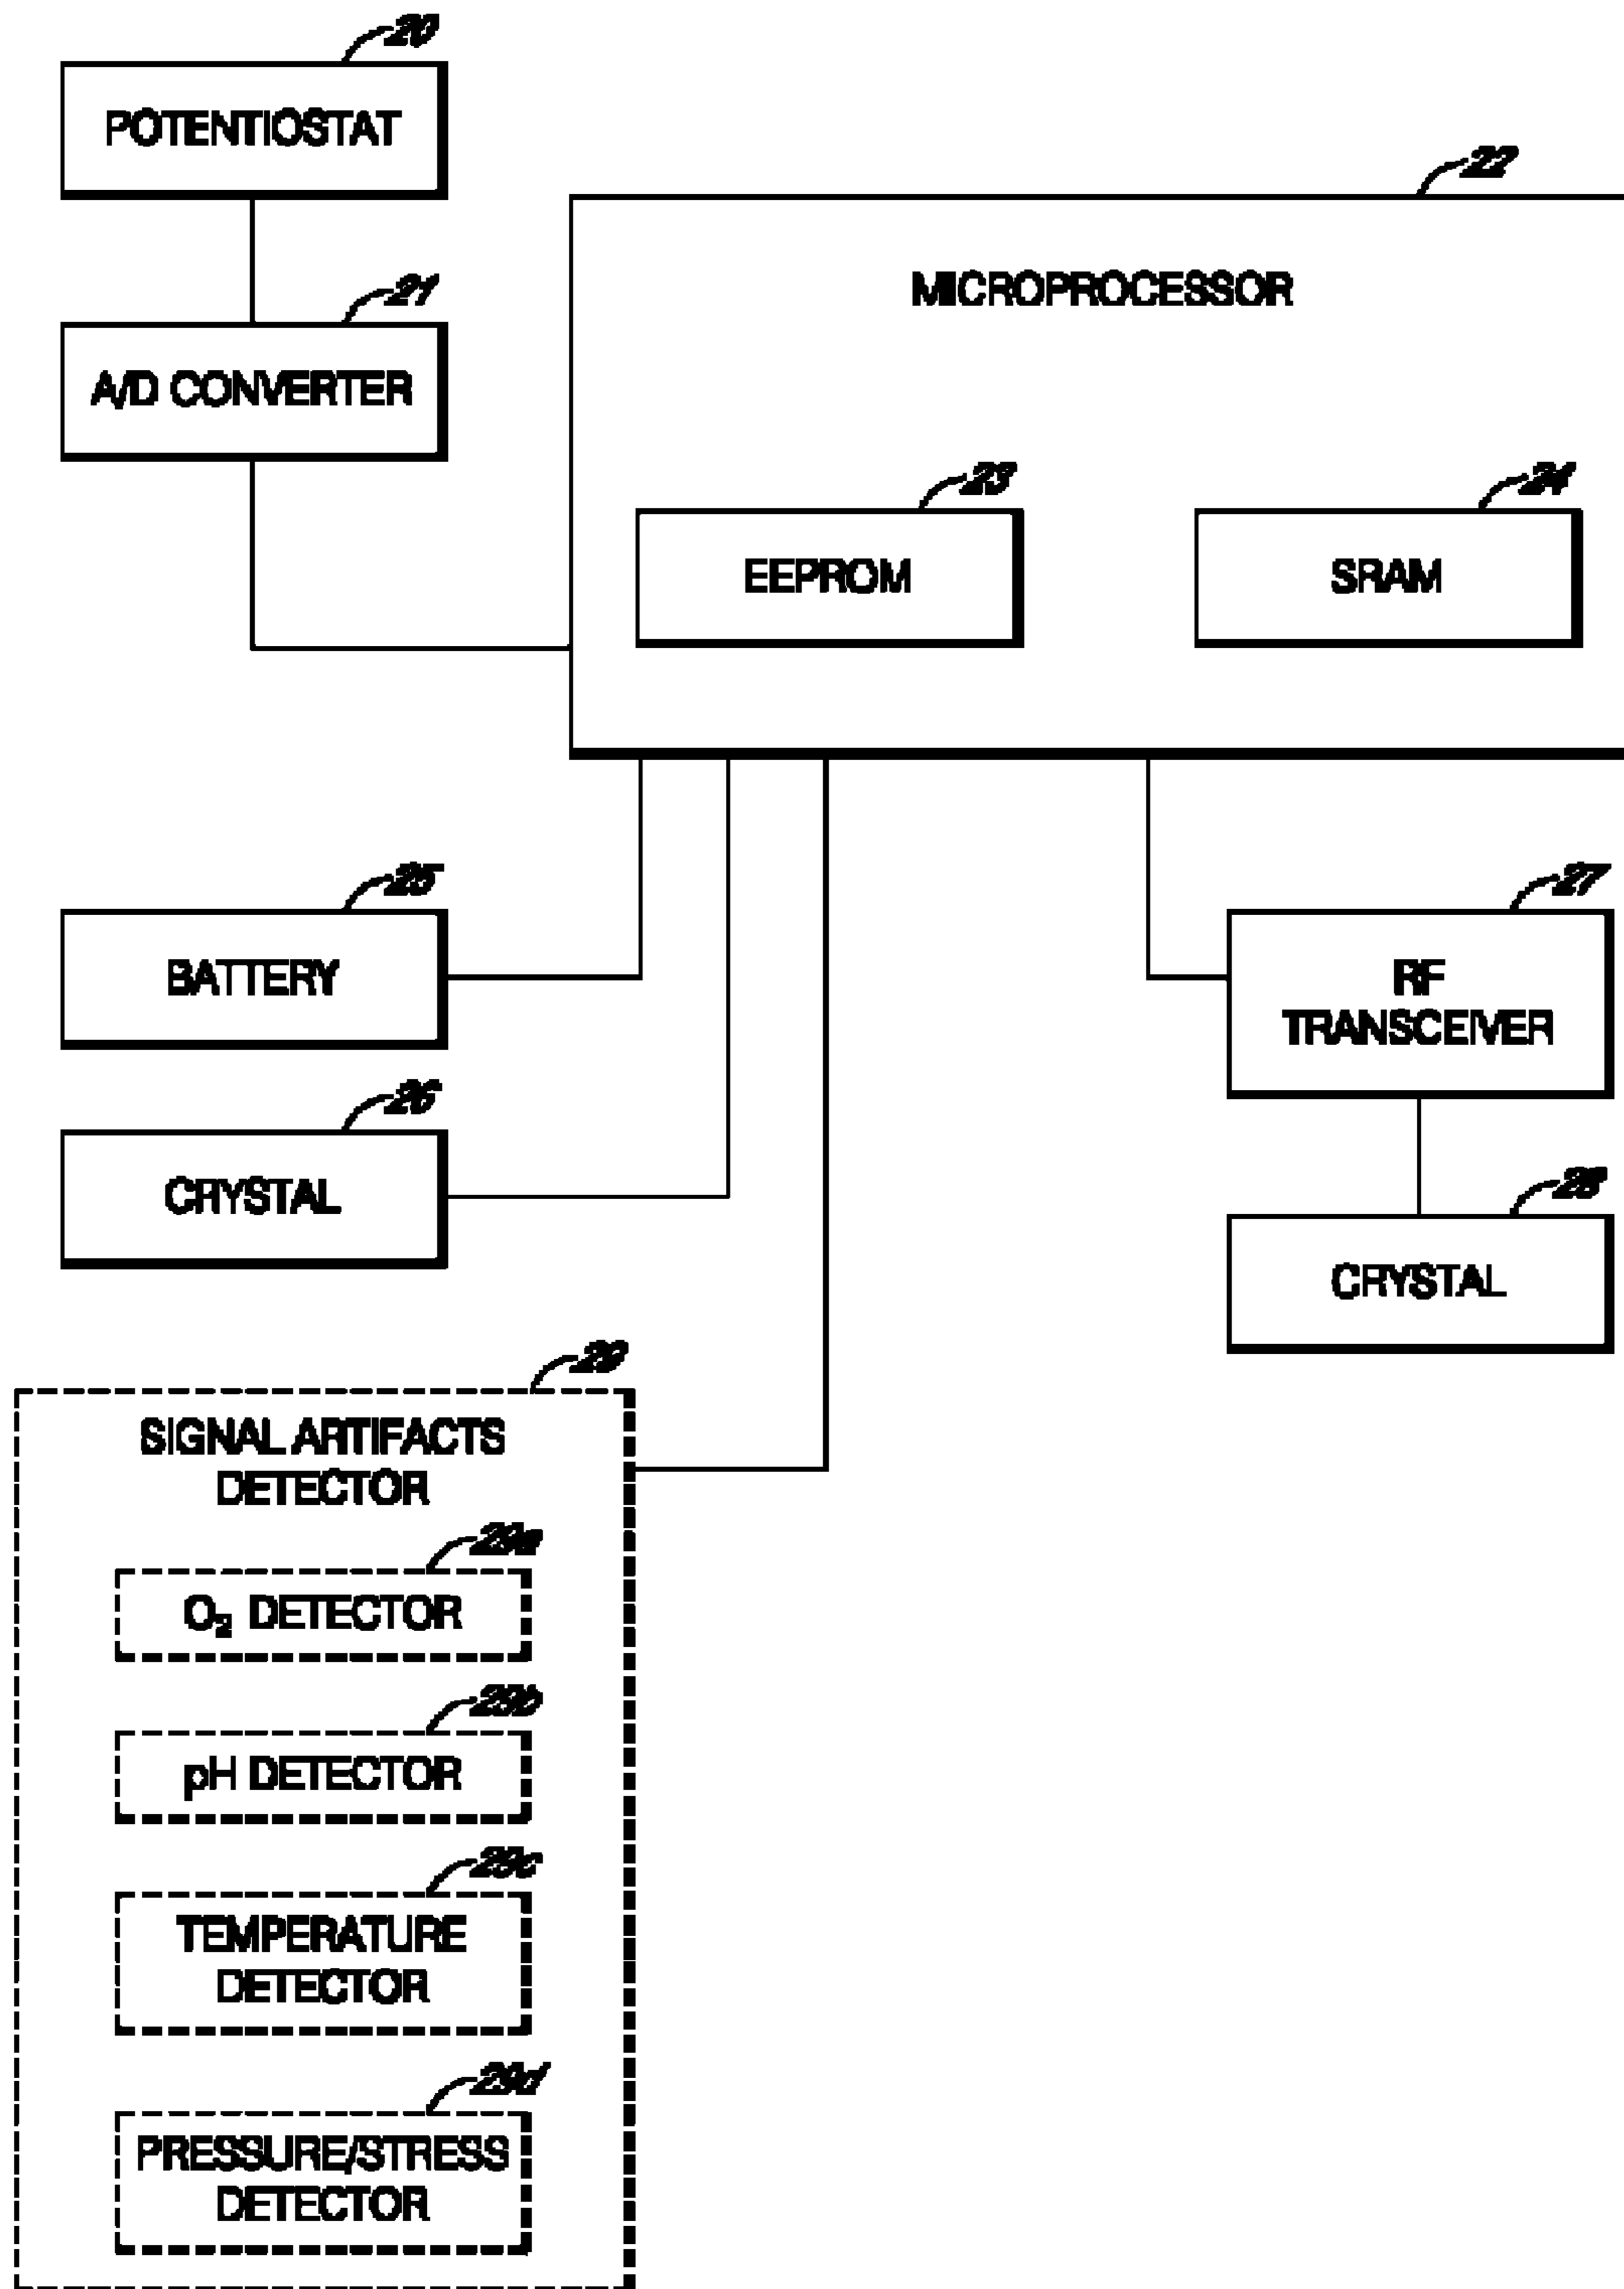 20
POTENTIOSTAT
22
MICROPROCESSOR
21
A/D CONVERTER
23
EEPROM
24
SRAM
25
BATTERY
27
RF
TRANSCEIVER
26
CRYSTAL
28
CRYSTAL
29
SIGNAL ARTIFACTS
DETECTOR
29a
O₂ DETECTOR
29b
pH DETECTOR
29c
TEMPERATURE
DETECTOR
29d
PRESSURE/STRESS
DETECTOR